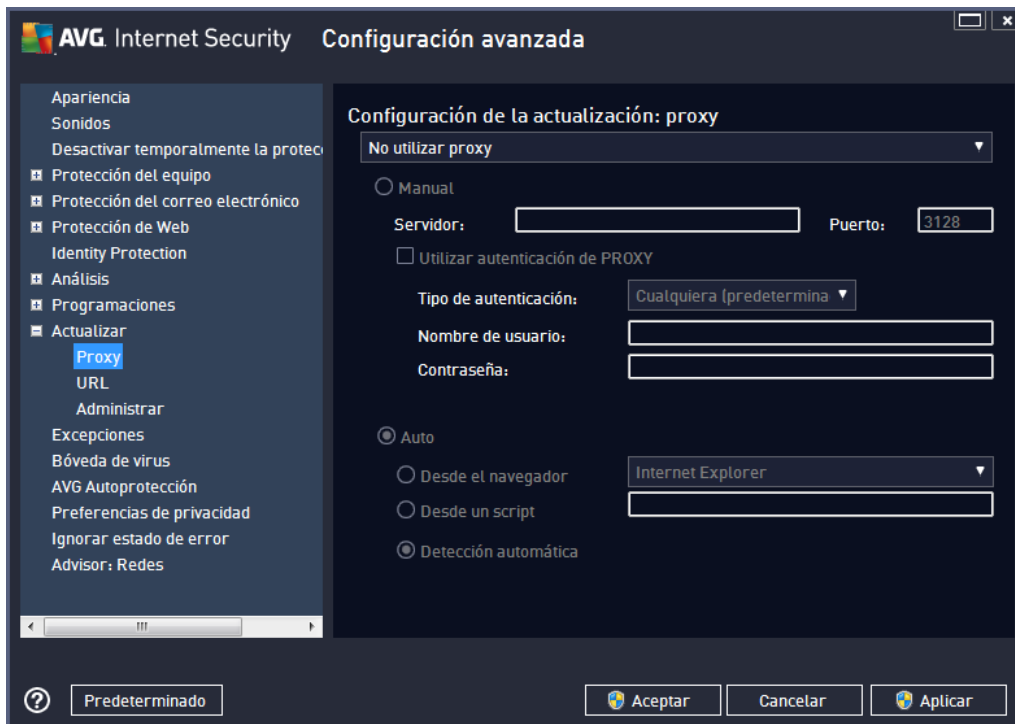 AVG. Internet Security Configuración avanzada
Apariencia
Sonidos
Desactivar temporalmente la protec
Protección del equipo
Protección del correo electrónico
Protección de Web
Identity Protection
Análisis
Programaciones
Actualizar
Proxy
URL
Administrar
Excepciones
Bóveda de virus
AVG Autoprotección
Preferencias de privacidad
Ignorar estado de error
Advisor: Redes
Configuración de la actualización: proxy
No utilizar proxy
Manual
Servidor: Puerto: 3128
Utilizar autenticación de PROXY
Tipo de autenticación: Cualquiera (predetermina
Nombre de usuario:
Contraseña:
Auto
Desde el navegador Internet Explorer
Desde un script
Detección automática
Predeterminado Aceptar Cancelar Aplicar